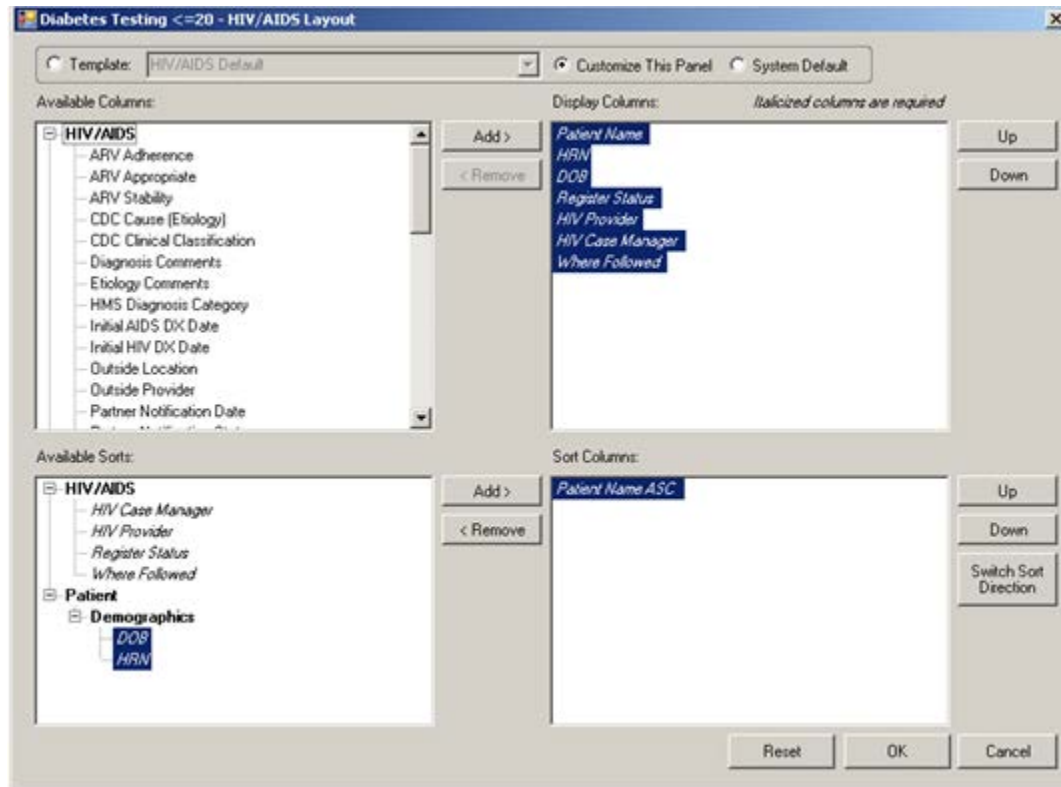 Diabetes Testing <=20 - HIV/AIDS Layout
Template: HIV/AIDS Default Customize This Panel System Default
Available Columns:
HIV/AIDS
ARV Adherence
ARV Appropriate
ARV Stability
CDC Cause (Etiology)
CDC Clinical Classification
Diagnosis Comments
Etiology Comments
HMS Diagnosis Category
Initial AIDS DX Date
Initial HIV DX Date
Outside Location
Outside Provider
Partner Notification Date
Add >
< Remove
Display Columns: Italicized columns are required
Patient Name
HRN
DOB
Register Status
HIV Provider
HIV Case Manager
Where Followed
Up
Down
Available Sorts:
HIV/AIDS
HIV Case Manager
HIV Provider
Register Status
Where Followed
Patient
Demographics
DOB
HRN
Add >
< Remove
Sort Columns:
Patient Name ASC
Up
Down
Switch Sort
Direction
Reset OK Cancel